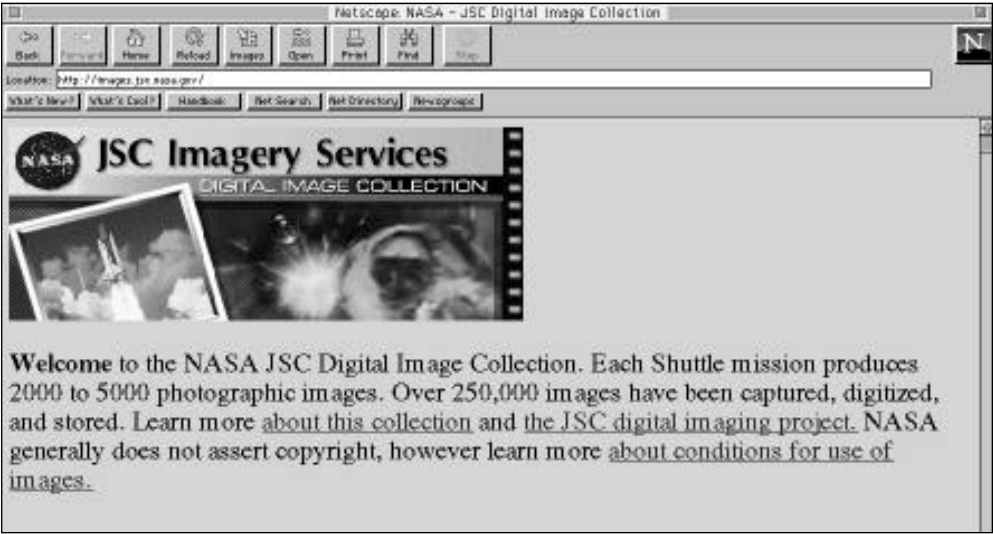 Netscape: NASA - JSC Digital Image Collection
Back Forward Home Reload Images Open Print Find Stop
N
Location: http://images.jsc.nasa.gov/
What's New? What's Cool? Handbook Net Search Net Directory Newsgroups
NASA JSC Imagery Services
DIGITAL IMAGE COLLECTION
Welcome to the NASA JSC Digital Image Collection. Each Shuttle mission produces
2000 to 5000 photographic images. Over 250,000 images have been captured, digitized,
and stored. Learn more about this collection and the JSC digital imaging project. NASA
generally does not assert copyright, however learn more about conditions for use of
images.